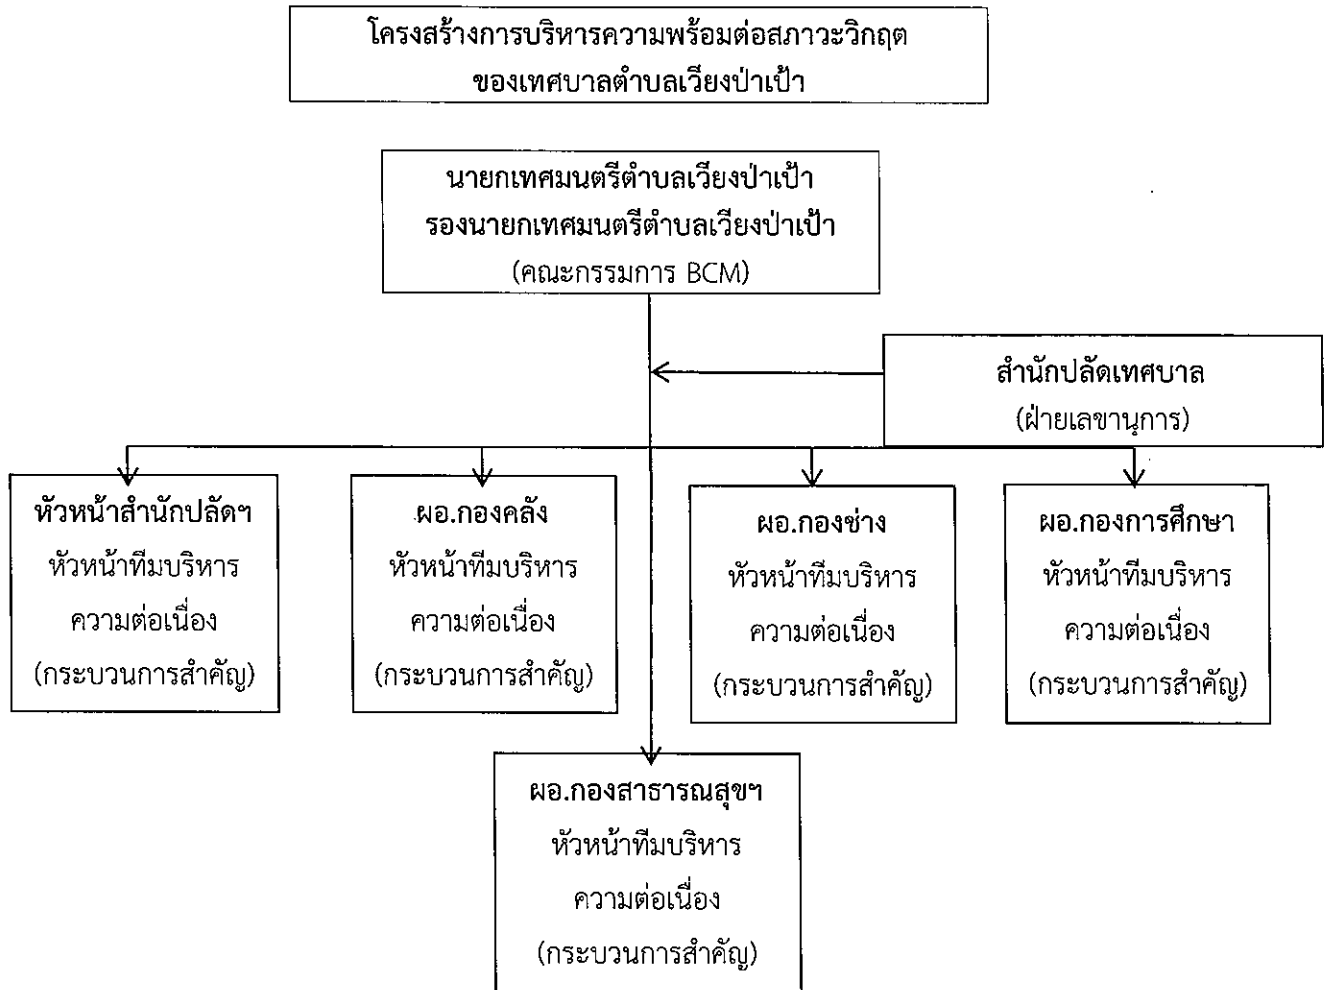 โครงสร้างการบริหารความพร้อมต่อสภาวะวิกฤต
ของเทศบาลตำบลเวียงป่าเป้า
นายกเทศมนตรีตำบลเวียงป่าเป้า
รองนายกเทศมนตรีตำบลเวียงป่าเป้า
(คณะกรรมการ BCM)
สำนักปลัดเทศบาล
(ฝ่ายเลขานุการ)
หัวหน้าสำนักปลัดฯ
หัวหน้าทีมบริหาร
ความต่อเนื่อง
(กระบวนการสำคัญ)
ผอ.กองคลัง
หัวหน้าทีมบริหาร
ความต่อเนื่อง
(กระบวนการสำคัญ)
ผอ.กองช่าง
หัวหน้าทีมบริหาร
ความต่อเนื่อง
(กระบวนการสำคัญ)
ผอ.กองการศึกษา
หัวหน้าทีมบริหาร
ความต่อเนื่อง
(กระบวนการสำคัญ)
ผอ.กองสาธารณสุขฯ
หัวหน้าทีมบริหาร
ความต่อเนื่อง
(กระบวนการสำคัญ)